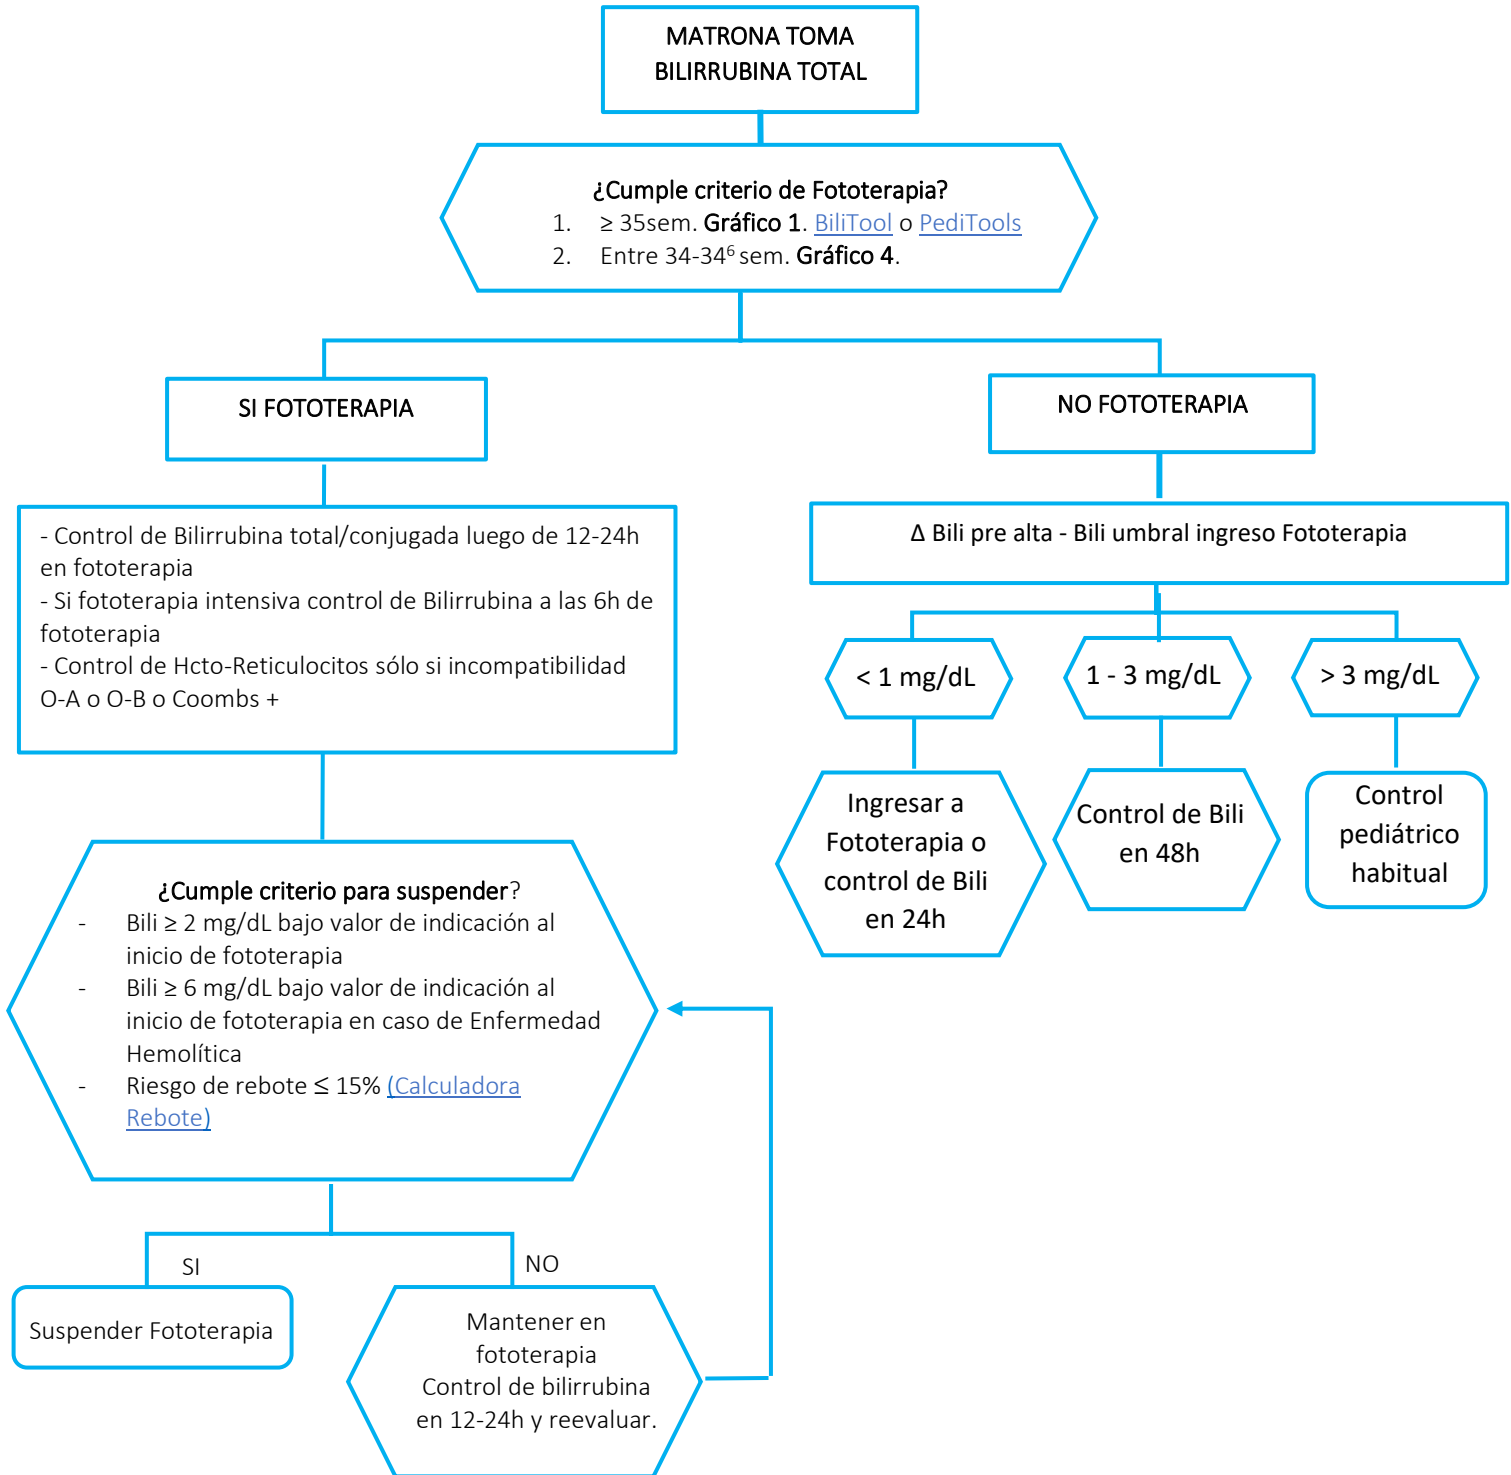 MATRONA TOMA
BILIRRUBINA TOTAL
¿Cumple criterio de Fototerapia?
1. ≥ 35sem. Gráfico 1. BiliTool o PediTools
2. Entre 34-34⁶ sem. Gráfico 4.
SI FOTOTERAPIA
NO FOTOTERAPIA
- Control de Bilirrubina total/conjugada luego de 12-24h
en fototerapia
- Si fototerapia intensiva control de Bilirrubina a las 6h de
fototerapia
- Control de Hcto-Reticulocitos sólo si incompatibilidad
O-A o O-B o Coombs +
Δ Bili pre alta - Bili umbral ingreso Fototerapia
< 1 mg/dL
1 - 3 mg/dL
> 3 mg/dL
Ingresar a
Fototerapia o
control de Bili
en 24h
Control de Bili
en 48h
Control
pediátrico
habitual
¿Cumple criterio para suspender?
- Bili ≥ 2 mg/dL bajo valor de indicación al
inicio de fototerapia
- Bili ≥ 6 mg/dL bajo valor de indicación al
inicio de fototerapia en caso de Enfermedad
Hemolítica
- Riesgo de rebote ≤ 15% (Calculadora
Rebote)
SI
NO
Suspender Fototerapia
Mantener en
fototerapia
Control de bilirrubina
en 12-24h y reevaluar.